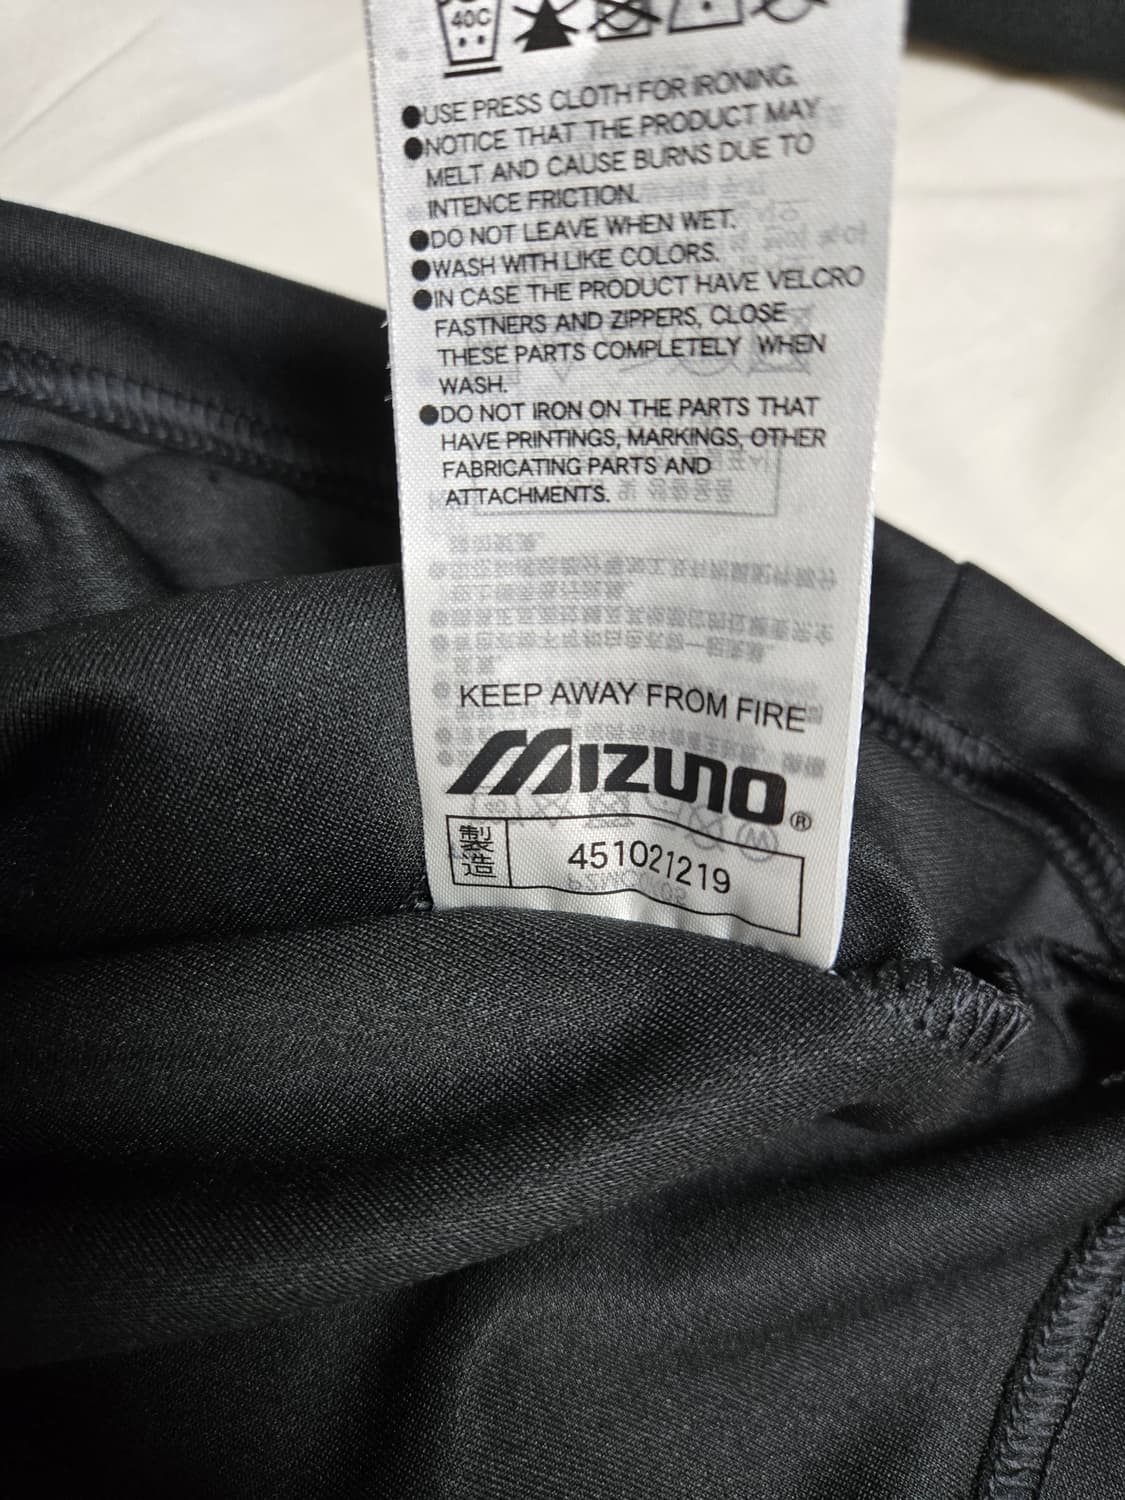 40C
●USE PRESS CLOTH FOR IRONING.
●NOTICE THAT THE PRODUCT MAY
MELT AND CAUSE BURNS DUE TO
INTENCE FRICTION.
●DO NOT LEAVE WHEN WET.
●WASH WITH LIKE COLORS.
●IN CASE THE PRODUCT HAVE VELCRO
FASTNERS AND ZIPPERS, CLOSE
THESE PARTS COMPLETELY WHEN
WASH.
●DO NOT IRON ON THE PARTS THAT
HAVE PRINTINGS, MARKINGS, OTHER
FABRICATING PARTS AND
ATTACHMENTS.
KEEP AWAY FROM FIRE
MIZUNO®
製造 451021219